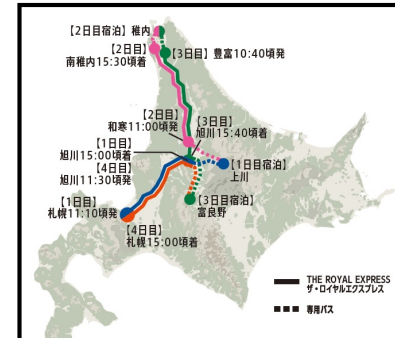 【2日目宿泊】稚内
【2日目】
南稚内15:30頃着
【3日目】豊富10:40頃発
【2日目】
和寒11:00頃発
【3日目】
旭川15:40頃着
【1日目】
旭川15:00頃着
【4日目】
旭川11:30頃発
【1日目宿泊】
上川
【1日目】
札幌11:10頃発
【3日目宿泊】
富良野
【4日目】
札幌15:00頃着
THE ROYAL EXPRESS
ザ・ロイヤルエクスプレス
専用バス